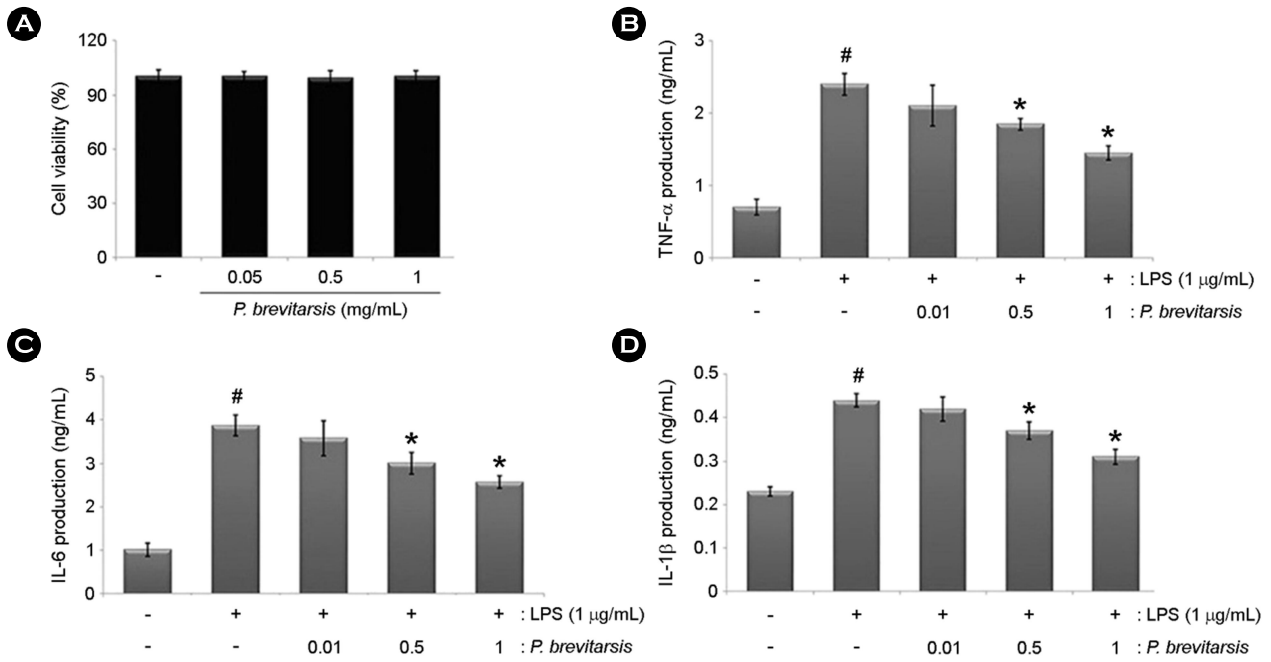 A
120
90
60
30
0
Cell viability (%)
- 0.05 0.5 1
P. brevitarsis (mg/mL)
B
3
2
1
0
TNF-α production (ng/mL)
#
*
*
- + + + + : LPS (1 μg/mL)
- - 0.01 0.5 1 : P. brevitarsis
C
5
4
3
2
1
0
IL-6 production (ng/mL)
#
*
*
- + + + + : LPS (1 μg/mL)
- - 0.01 0.5 1 : P. brevitarsis
D
0.5
0.4
0.3
0.2
0.1
0
IL-1β production (ng/mL)
#
*
*
- + + + + : LPS (1 μg/mL)
- - 0.01 0.5 1 : P. brevitarsis